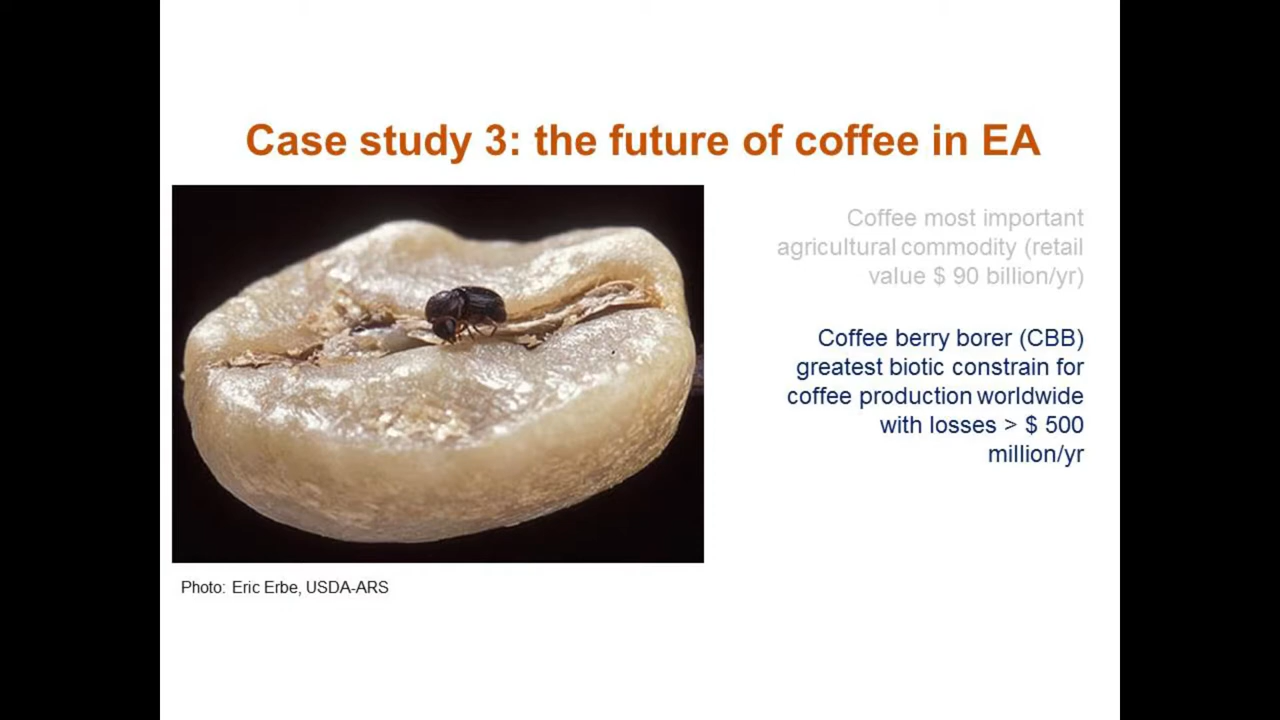 Case study 3: the future of coffee in EA
Coffee most important
agricultural commodity (retail
value $ 90 billion/yr)
Coffee berry borer (CBB)
greatest biotic constrain for
coffee production worldwide
with losses > $ 500
million/yr
Photo: Eric Erbe, USDA-ARS